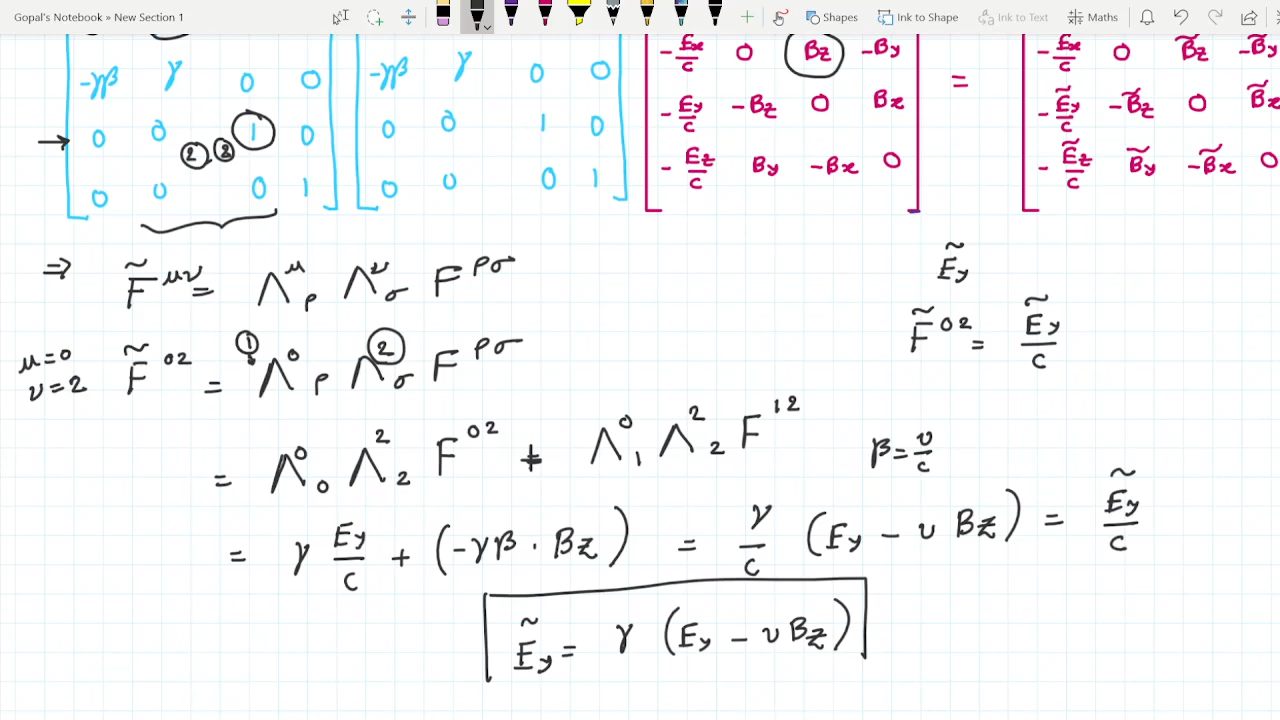 Gopal's Notebook » New Section 1
Shapes Ink to Shape Ink to Text Maths
-γβ γ 0 0 -γβ γ 0 0 -Ex/c 0 Bz -By = -Ẽx/c 0 B̃z -B̃y
→ 0 0 1 0 0 0 1 0 -Ey/c -Bz 0 Bx -Ẽy/c -B̃z 0 B̃x
② ②
0 0 0 1 0 0 0 1 -Ez/c By -Bx 0 -Ẽz/c B̃y -B̃x 0
⇒ F̃^μν = Λ^μ_ρ Λ^ν_σ F^ρσ
Ẽy
F̃^02 = Ẽy/c
μ=0
ν=2 F̃^02 = ① Λ^0_ρ Λ^②_σ F^ρσ
= Λ^0_0 Λ^2_2 F^02 + Λ^0_1 Λ^2_2 F^12
β = v/c
= γ Ey/c + (-γβ · Bz) = γ/c (Ey - v Bz) = Ẽy/c
Ẽy = γ (Ey - v Bz)